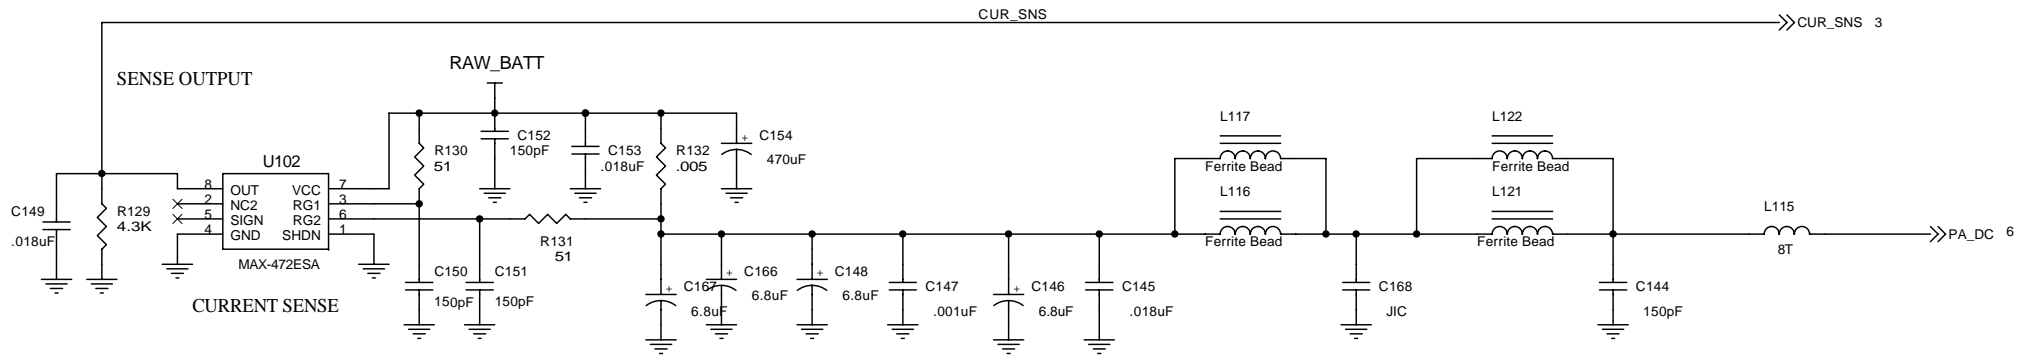 CUR_SNS
CUR_SNS 3
SENSE OUTPUT
RAW_BATT
C149
.018uF
R129
4.3K
U102
8 OUT VCC 7
2 NC2 RG1 3
5 SIGN RG2 6
4 GND SHDN 1
MAX-472ESA
CURRENT SENSE
R130
51
C152
150pF
C153
.018uF
R132
.005
+
C154
470uF
R131
51
C150
150pF
C151
150pF
+
C167
6.8uF
+
C166
6.8uF
+
C148
6.8uF
C147
.001uF
+
C146
6.8uF
C145
.018uF
L117
Ferrite Bead
L116
Ferrite Bead
C168
JIC
L122
Ferrite Bead
L121
Ferrite Bead
C144
150pF
L115
8T
PA_DC 6